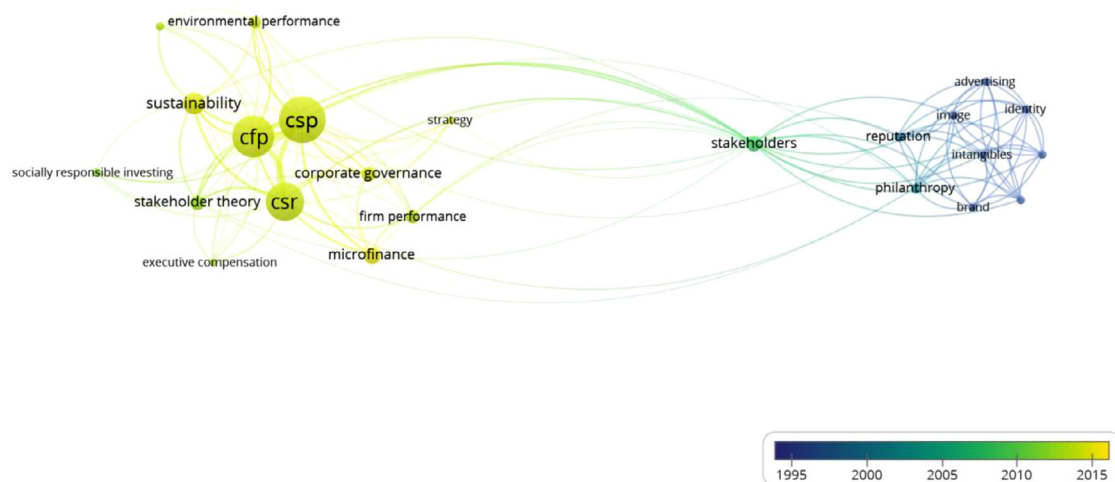 environmental performance
sustainability
csp
cfp
strategy
corporate governance
socially responsible investing
stakeholder theory
csr
firm performance
microfinance
executive compensation
stakeholders
advertising
identity
image
reputation
intangibles
philanthropy
brand
1995 2000 2005 2010 2015